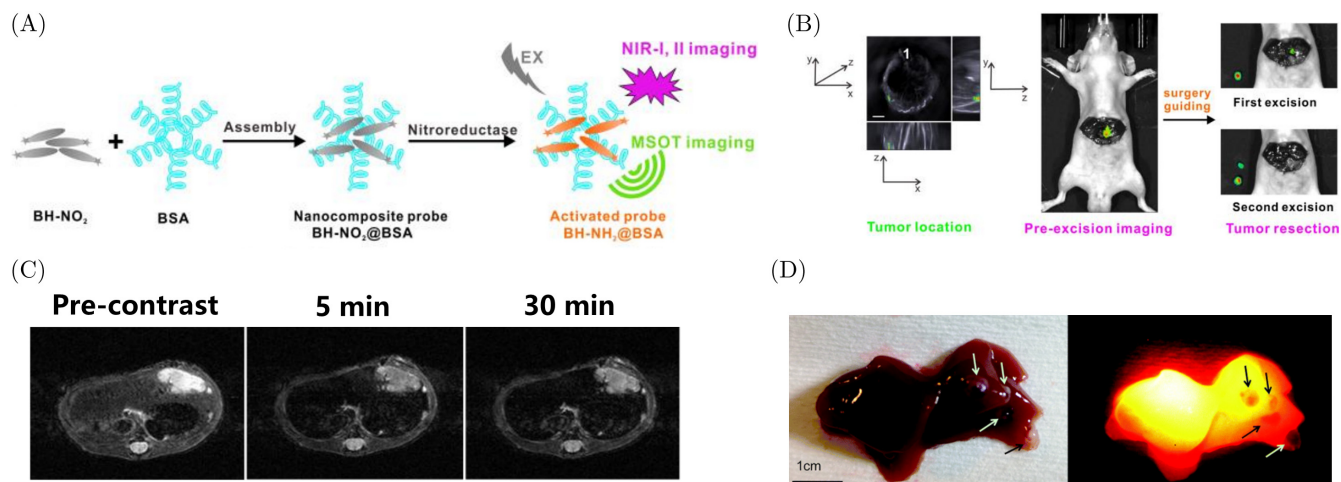 (A)
EX
NIR-I, II imaging
Assembly
Nitroreductase
MSOT imaging
BH-NO₂
BSA
Nanocomposite probe
BH-NO₂@BSA
Activated probe
BH-NH₂@BSA
(B)
y
z
x
1
y
z
z
x
surgery
guiding
First excision
Second excision
Tumor location
Pre-excision imaging
Tumor resection
(C)
Pre-contrast
5 min
30 min
(D)
1cm